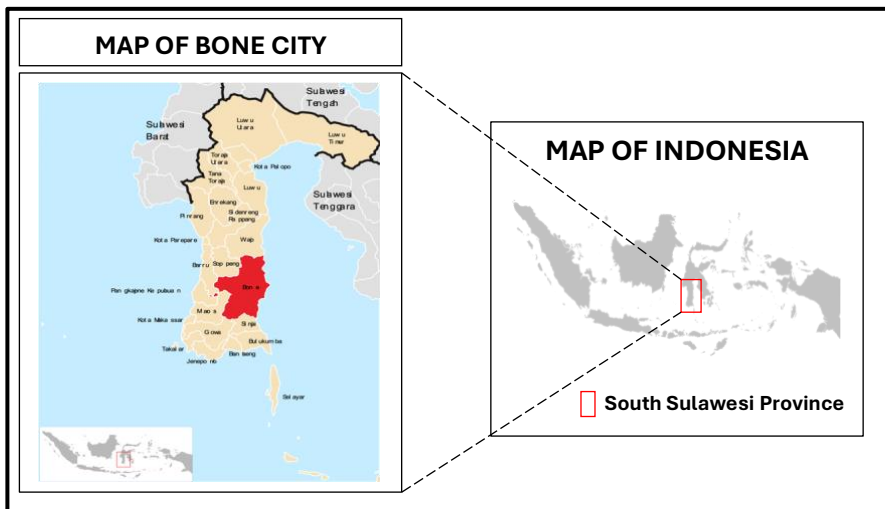 MAP OF BONE CITY
Sulawesi
Tengah
Sulawesi
Barat
Luwu
Utara
Luwu
Timur
Toraja
Utara
Kota Palopo
Tana
Toraja
Luwu
Sulawesi
Tenggara
Enrekang
Pinrang
Sidenreng
Rappang
Kota Parepare
Wajo
Barru
Soppeng
Bone
Pangkajene Kepulauan
Maros
Kota Makassar
Sinjai
Gowa
Bulukumba
Takalar
Bantaeng
Jeneponto
Selayar
MAP OF INDONESIA
South Sulawesi Province